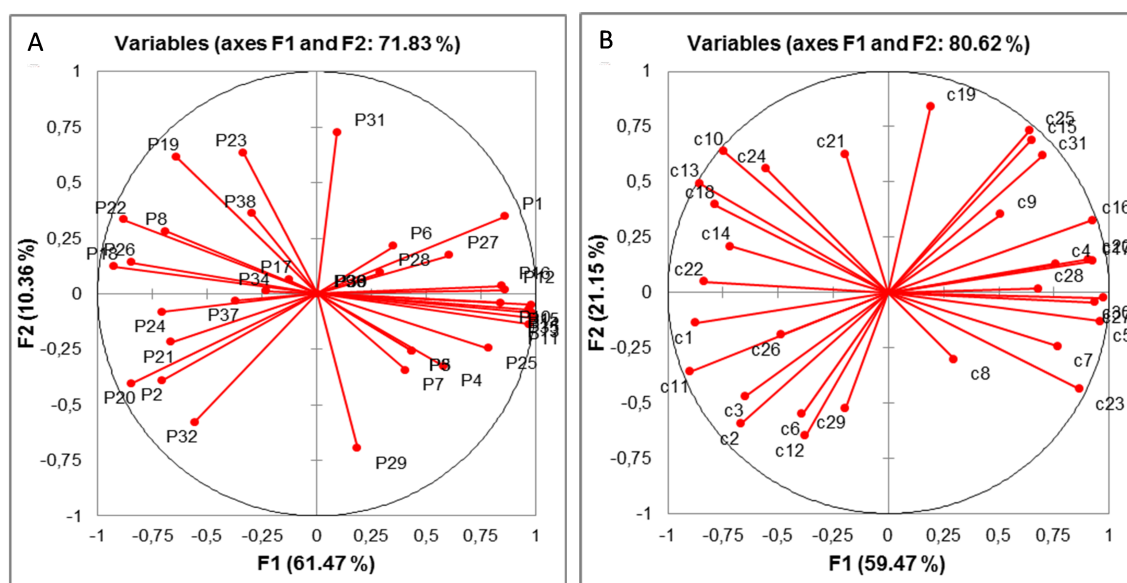 A
Variables (axes F1 and F2: 71.83 %)
F2 (10.36 %)
1
0,75
0,5
0,25
0
-0,25
-0,5
-0,75
-1
P31
P23
P19
P38
P1
P22
P8
P6
P27
P26
P18
P28
P17
P34
P12
P37
P24
P11
P21
P25
P7
P4
P20
P2
P32
P29
-1
-0,75
-0,5
-0,25
0
0,25
0,5
0,75
1
F1 (61.47 %)
B
Variables (axes F1 and F2: 80.62 %)
F2 (21.15 %)
1
0,75
0,5
0,25
0
-0,25
-0,5
-0,75
-1
c19
c25
c15
c31
c10
c21
c24
c13
c18
c9
c16
c14
c4
c28
c22
c1
c5
c26
c7
c8
c11
c23
c3
c2
c6
c29
c12
-1
-0,75
-0,5
-0,25
0
0,25
0,5
0,75
1
F1 (59.47 %)